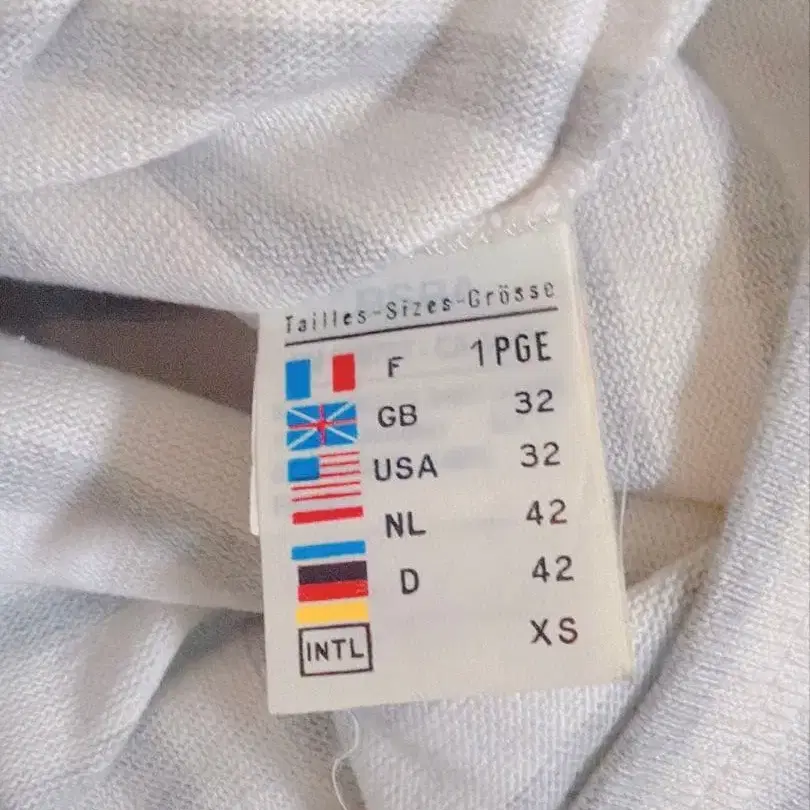 Tailles-Sizes-Grösse
F 1PGE
GB 32
USA 32
NL 42
D 42
INTL XS